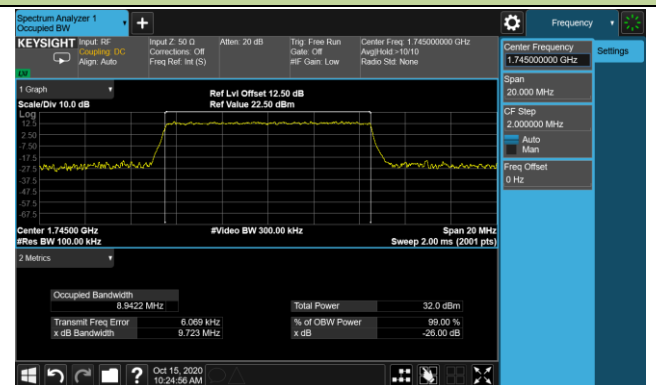 Spectrum Analyzer 1
Occupied BW
Frequency
KEYSIGHT
Input: RF
Coupling: DC
Align: Auto
Input Z: 50 Ω
Corrections: Off
Freq Ref: Int (S)
Atten: 20 dB
Trig: Free Run
Gate: Off
#IF Gain: Low
Center Freq: 1.745000000 GHz
Avg|Hold:>10/10
Radio Std: None
LXI
Center Frequency
1.745000000 GHz
Settings
Span
20.000 MHz
CF Step
2.000000 MHz
Auto
Man
Freq Offset
0 Hz
1 Graph
Scale/Div 10.0 dB
Ref Lvl Offset 12.50 dB
Ref Value 22.50 dBm
Log
12.5
2.50
-7.50
-17.5
-27.5
-37.5
-47.5
-57.5
-67.5
Center 1.74500 GHz
#Video BW 300.00 kHz
Span 20 MHz
#Res BW 100.00 kHz
Sweep 2.00 ms (2001 pts)
2 Metrics
Occupied Bandwidth
8.9422 MHz
Total Power
32.0 dBm
Transmit Freq Error
6.069 kHz
% of OBW Power
99.00 %
x dB Bandwidth
9.723 MHz
x dB
-26.00 dB
?
Oct 15, 2020
10:24:56 AM